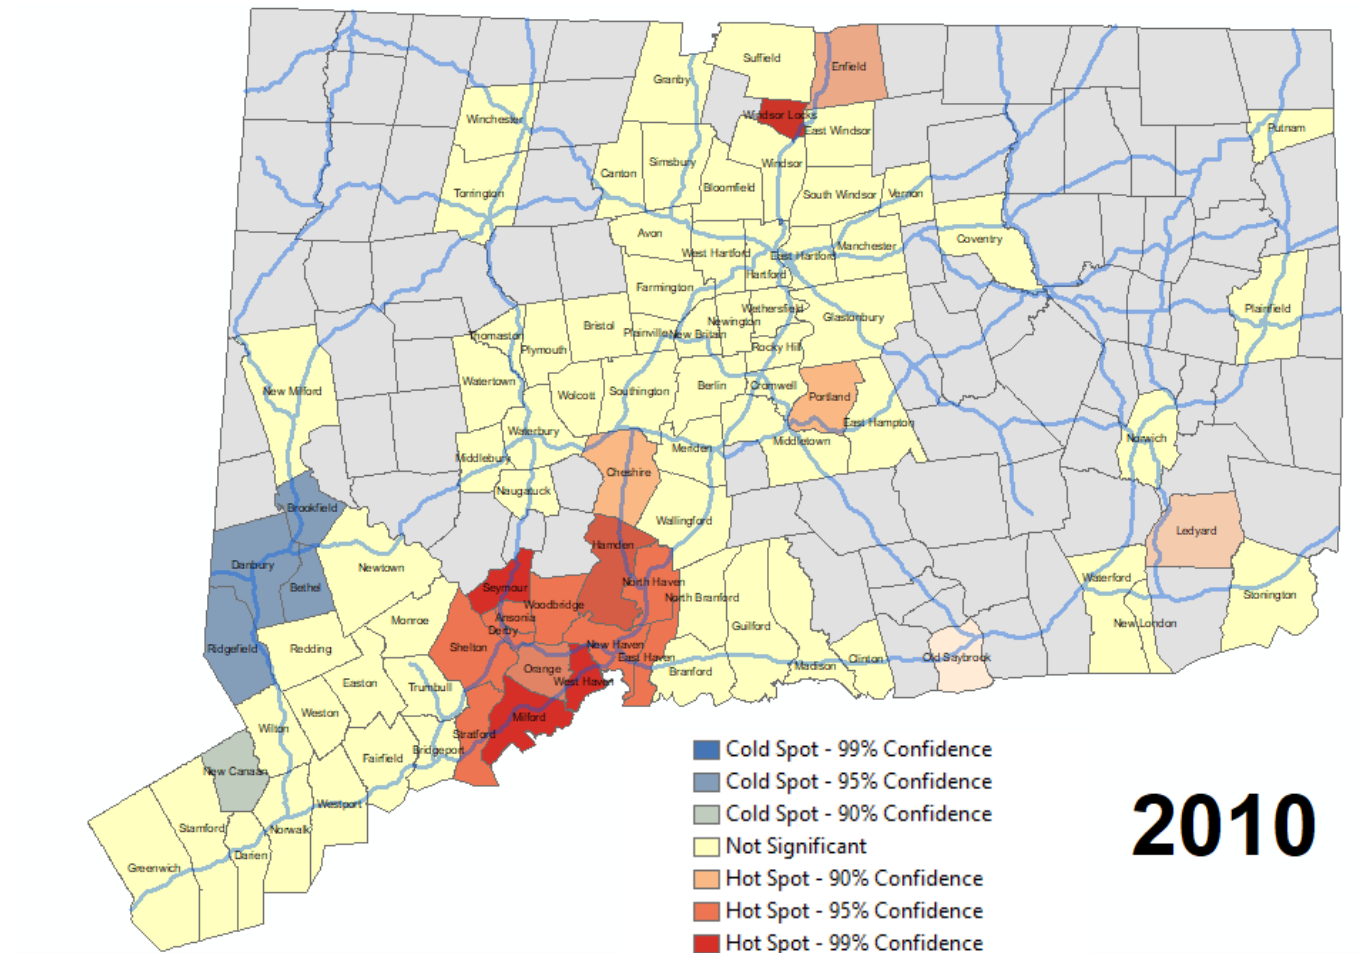 Suffield
Enfield
Granby
Windsor Locks
Winchester
East Windsor
Putnam
Simsbury
Windsor
Canton
Bloomfield
Torrington
South Windsor
Vernon
Avon
Coventry
West Hartford
Manchester
East Hartford
Hartford
Farmington
Wethersfield
Plainfield
Glastonbury
Newington
Bristol
Plainville
New Britain
Thomaston
Plymouth
Rocky Hill
Watertown
Berlin
Cromwell
New Milford
Southington
Wolcott
Portland
East Hampton
Waterbury
Middletown
Norwich
Meriden
Middlebury
Cheshire
Naugatuck
Brookfield
Wallingford
Ledyard
Hamden
Danbury
Newtown
Waterford
North Haven
Bethel
Seymour
Stonington
North Branford
Woodbridge
Ansonia
Monroe
New London
Guilford
Derby
New Haven
Shelton
Ridgefield
Redding
East Haven
Clinton
Old Saybrook
Madison
Orange
Branford
West Haven
Easton
Trumbull
Weston
Milford
Wilton
Stratford
Bridgeport
Fairfield
New Canaan
Westport
Stamford
Norwalk
Darien
Greenwich
Cold Spot - 99% Confidence
Cold Spot - 95% Confidence
Cold Spot - 90% Confidence
Not Significant
Hot Spot - 90% Confidence
Hot Spot - 95% Confidence
Hot Spot - 99% Confidence
2010